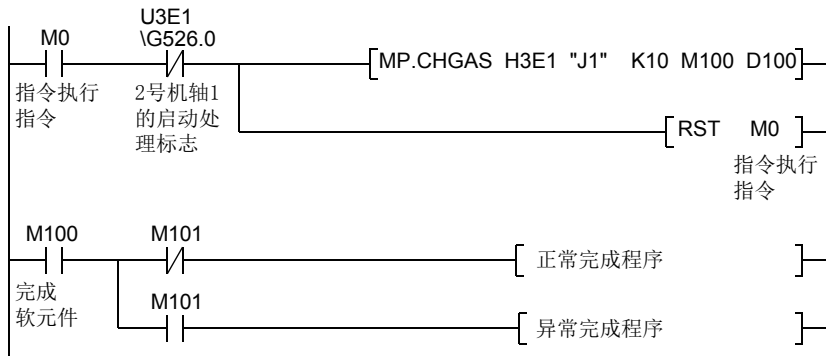 U3E1
M0 \G526.0
MP.CHGAS H3E1 "J1" K10 M100 D100
指令执行 2号机轴1
指令 的启动处
理标志
RST M0
指令执行
指令
M100 M101
正常完成程序
完成
软元件
M101
异常完成程序